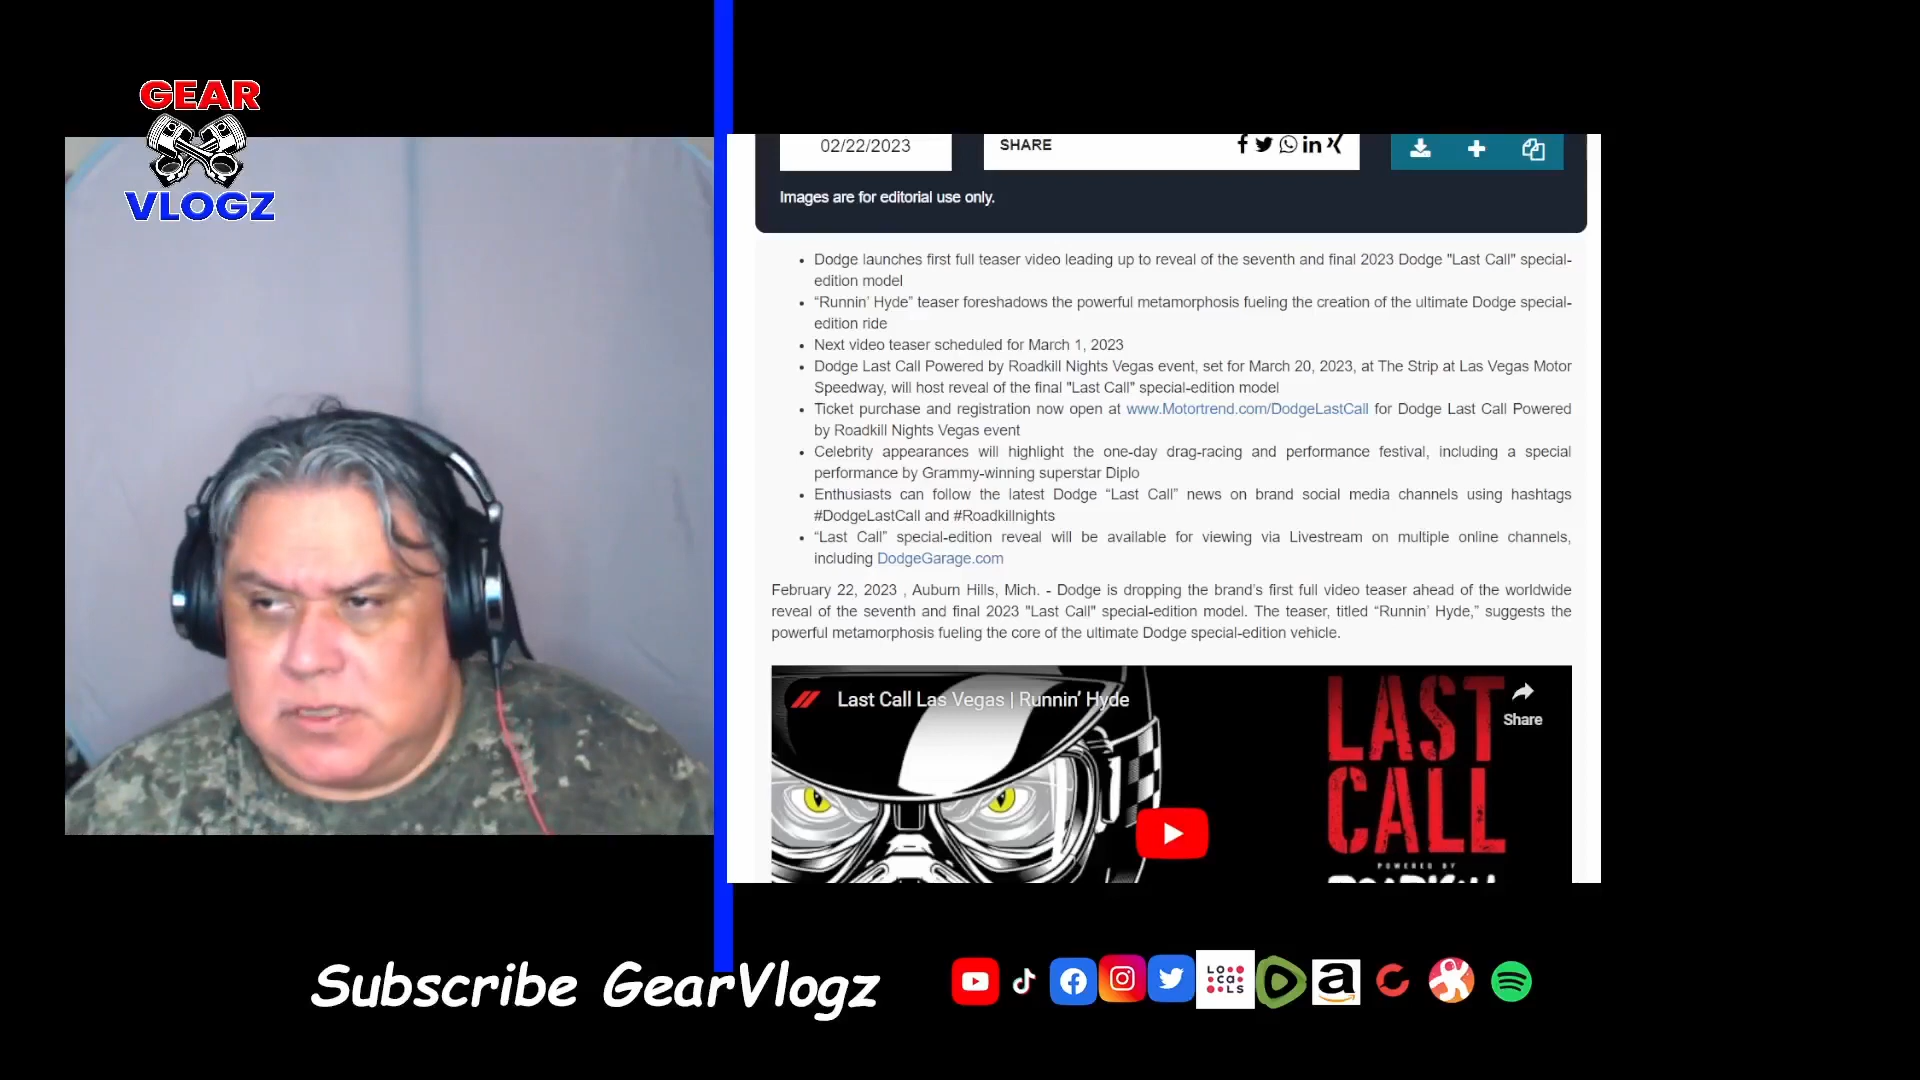 GEAR
VLOGZ
02/22/2023
SHARE
Images are for editorial use only.
Dodge launches first full teaser video leading up to reveal of the seventh and final 2023 Dodge "Last Call" special-
edition model
“Runnin’ Hyde” teaser foreshadows the powerful metamorphosis fueling the creation of the ultimate Dodge special-
edition ride
Next video teaser scheduled for March 1, 2023
Dodge Last Call Powered by Roadkill Nights Vegas event, set for March 20, 2023, at The Strip at Las Vegas Motor
Speedway, will host reveal of the final "Last Call" special-edition model
Ticket purchase and registration now open at www.Motortrend.com/DodgeLastCall for Dodge Last Call Powered
by Roadkill Nights Vegas event
Celebrity appearances will highlight the one-day drag-racing and performance festival, including a special
performance by Grammy-winning superstar Diplo
Enthusiasts can follow the latest Dodge “Last Call” news on brand social media channels using hashtags
#DodgeLastCall and #Roadkillnights
“Last Call” special-edition reveal will be available for viewing via Livestream on multiple online channels,
including DodgeGarage.com
February 22, 2023 , Auburn Hills, Mich. - Dodge is dropping the brand’s first full video teaser ahead of the worldwide
reveal of the seventh and final 2023 "Last Call" special-edition model. The teaser, titled “Runnin’ Hyde,” suggests the
powerful metamorphosis fueling the core of the ultimate Dodge special-edition vehicle.
Last Call Las Vegas | Runnin’ Hyde
Share
LAST
CALL
POWERED BY
ROADKILL
Subscribe GearVlogz
LOCALS